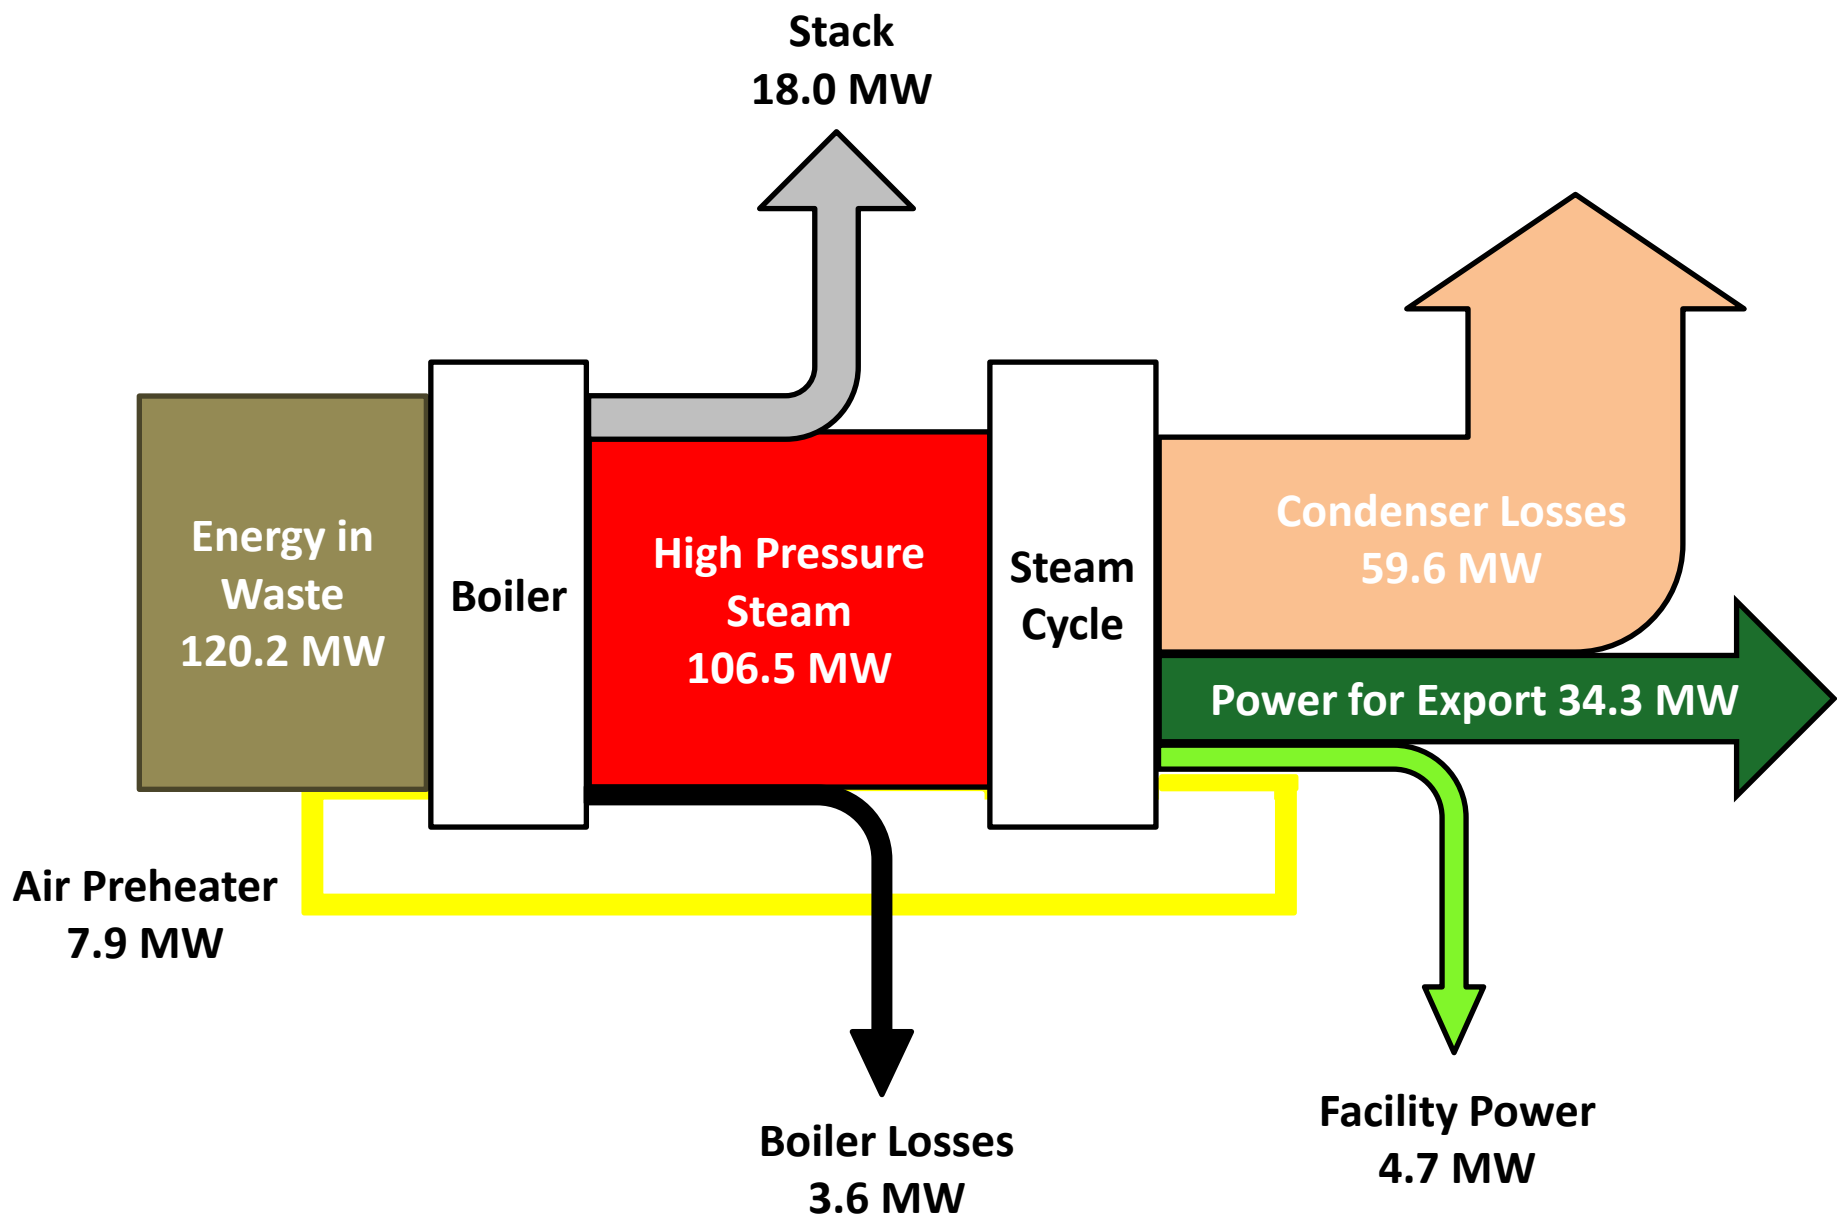 Stack
18.0 MW
Energy in
Waste
120.2 MW
Boiler
High Pressure
Steam
106.5 MW
Steam
Cycle
Condenser Losses
59.6 MW
Power for Export 34.3 MW
Air Preheater
7.9 MW
Boiler Losses
3.6 MW
Facility Power
4.7 MW